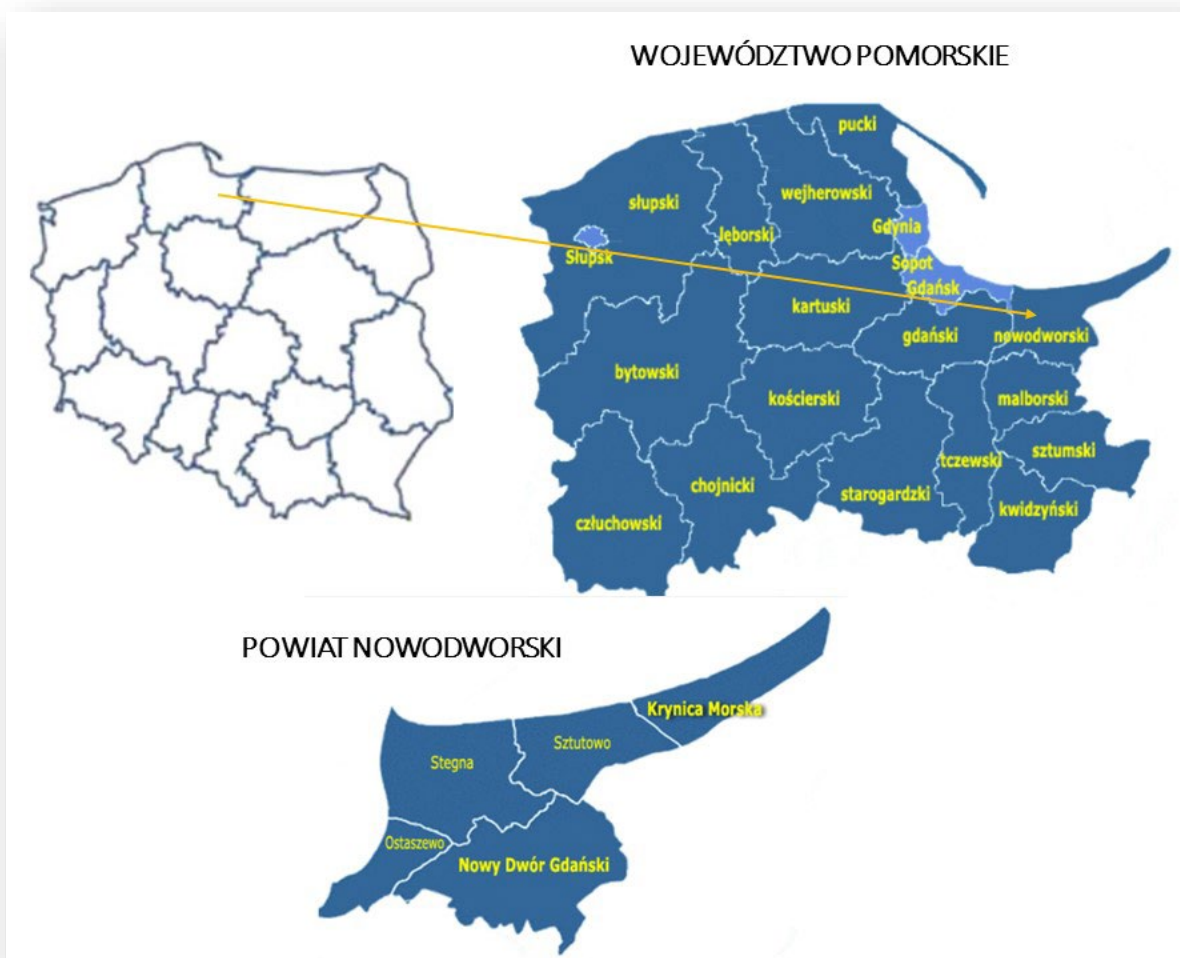 WOJEWÓDZTWO POMORSKIE
pucki
słupski
wejherowski
lęborski
Gdynia
Słupsk
Sopot
Gdańsk
kartuski
gdański
nowodworski
bytowski
kościerski
malborski
sztumski
tczewski
chojnicki
starogardzki
kwidzyński
człuchowski
POWIAT NOWODWORSKI
Krynica Morska
Sztutowo
Stegna
Ostaszewo
Nowy Dwór Gdański